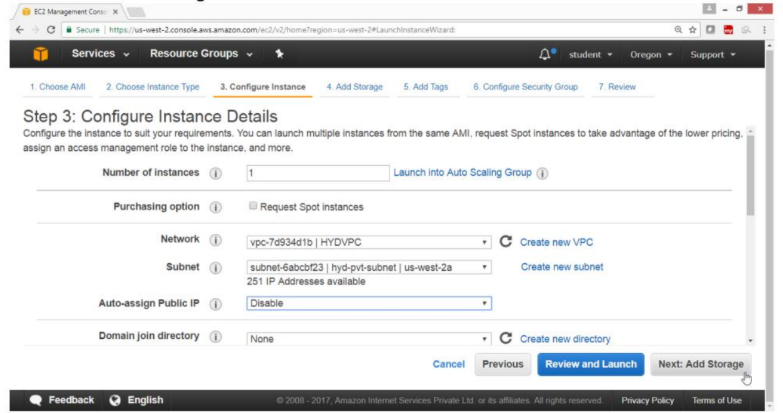 EC2 Management Conso
Secure | https://us-west-2.console.aws.amazon.com/ec2/v2/home?region=us-west-2#LaunchInstanceWizard:
Services Resource Groups student Oregon Support
1. Choose AMI 2. Choose Instance Type 3. Configure Instance 4. Add Storage 5. Add Tags 6. Configure Security Group 7. Review
Step 3: Configure Instance Details
Configure the instance to suit your requirements. You can launch multiple instances from the same AMI, request Spot instances to take advantage of the lower pricing,
assign an access management role to the instance, and more.
Number of instances 1 Launch into Auto Scaling Group
Purchasing option Request Spot instances
Network vpc-7d934d1b | HYDVPC Create new VPC
Subnet subnet-6abcbf23 | hyd-pvt-subnet | us-west-2a Create new subnet
251 IP Addresses available
Auto-assign Public IP Disable
Domain join directory None Create new directory
Cancel Previous Review and Launch Next: Add Storage
Feedback English © 2008 - 2017, Amazon Internet Services Private Ltd. or its affiliates. All rights reserved. Privacy Policy Terms of Use